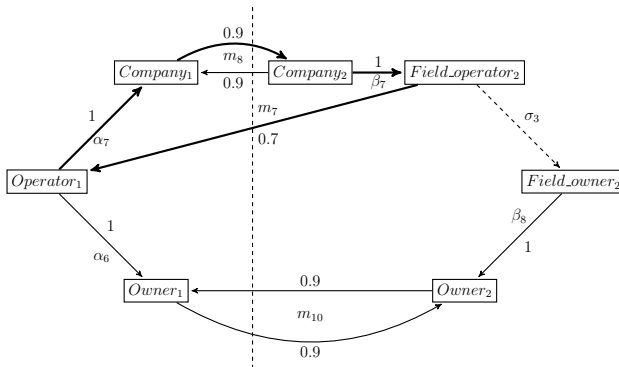 0.9
m₈
Company₁
Company₂
1
Field_operator₂
0.9
β₇
1
m₇
σ₃
α₇
0.7
Operator₁
Field_owner₂
1
β₈
α₆
1
0.9
Owner₁
Owner₂
m₁₀
0.9